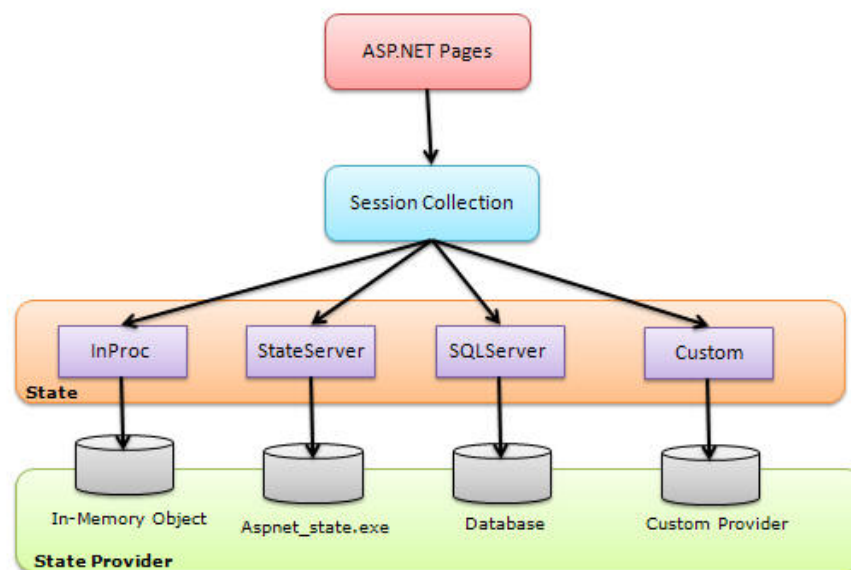 ASP.NET Pages
Session Collection
InProc
StateServer
SQLServer
Custom
State
In-Memory Object
Aspnet_state.exe
Database
Custom Provider
State Provider